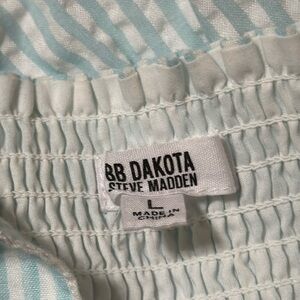 BB DAKOTA
STEVE MADDEN
L
MADE IN
CHINA